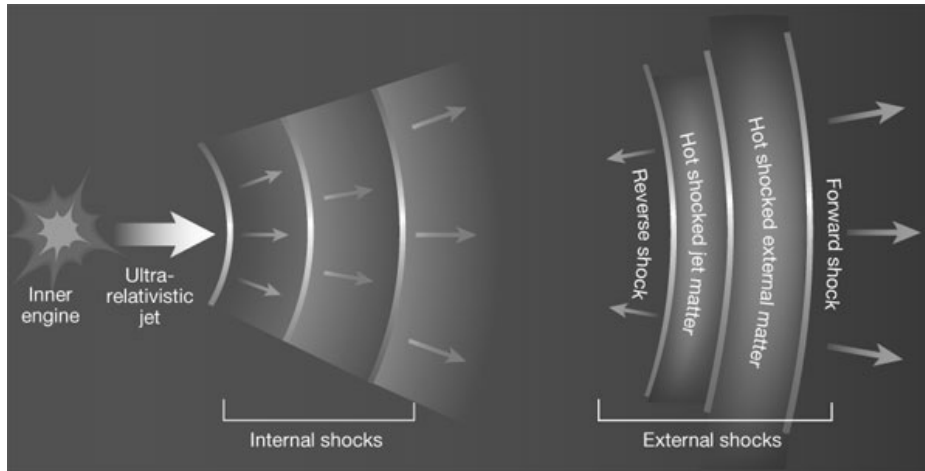 Inner
engine
Ultra-
relativistic
jet
Internal shocks
Reverse shock
Hot shocked jet matter
Hot shocked external matter
Forward shock
External shocks